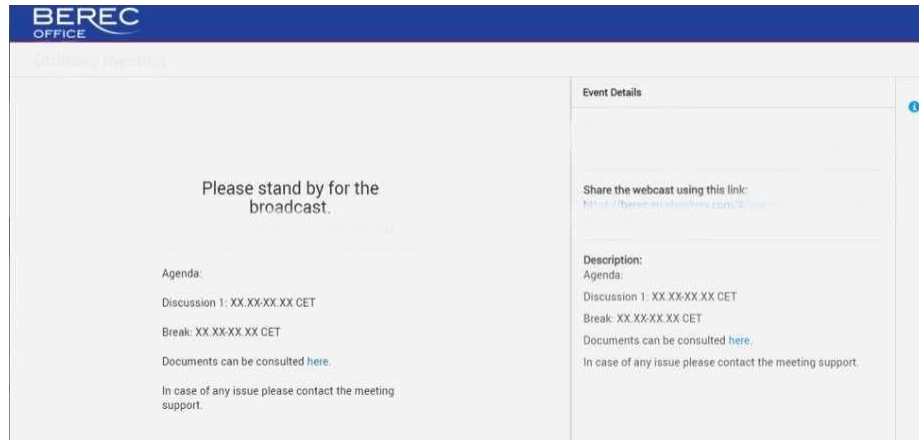 BEREC
OFFICE
Ordinary meeting
Please stand by for the
broadcast.
Agenda:
Discussion 1: XX.XX-XX.XX CET
Break: XX.XX-XX.XX CET
Documents can be consulted here.
In case of any issue please contact the meeting
support.
Event Details
Share the webcast using this link:
Description:
Agenda:
Discussion 1: XX.XX-XX.XX CET
Break: XX.XX-XX.XX CET
Documents can be consulted here.
In case of any issue please contact the meeting support.